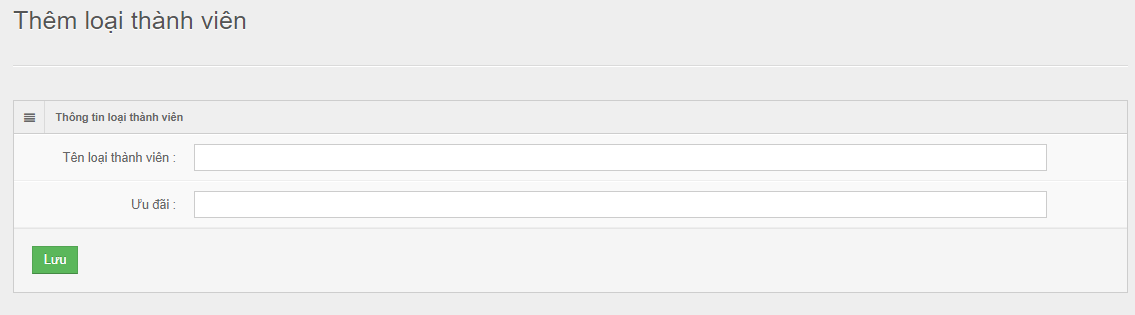 Thêm loại thành viên
Thông tin loại thành viên
Tên loại thành viên :
Ưu đãi :
Lưu